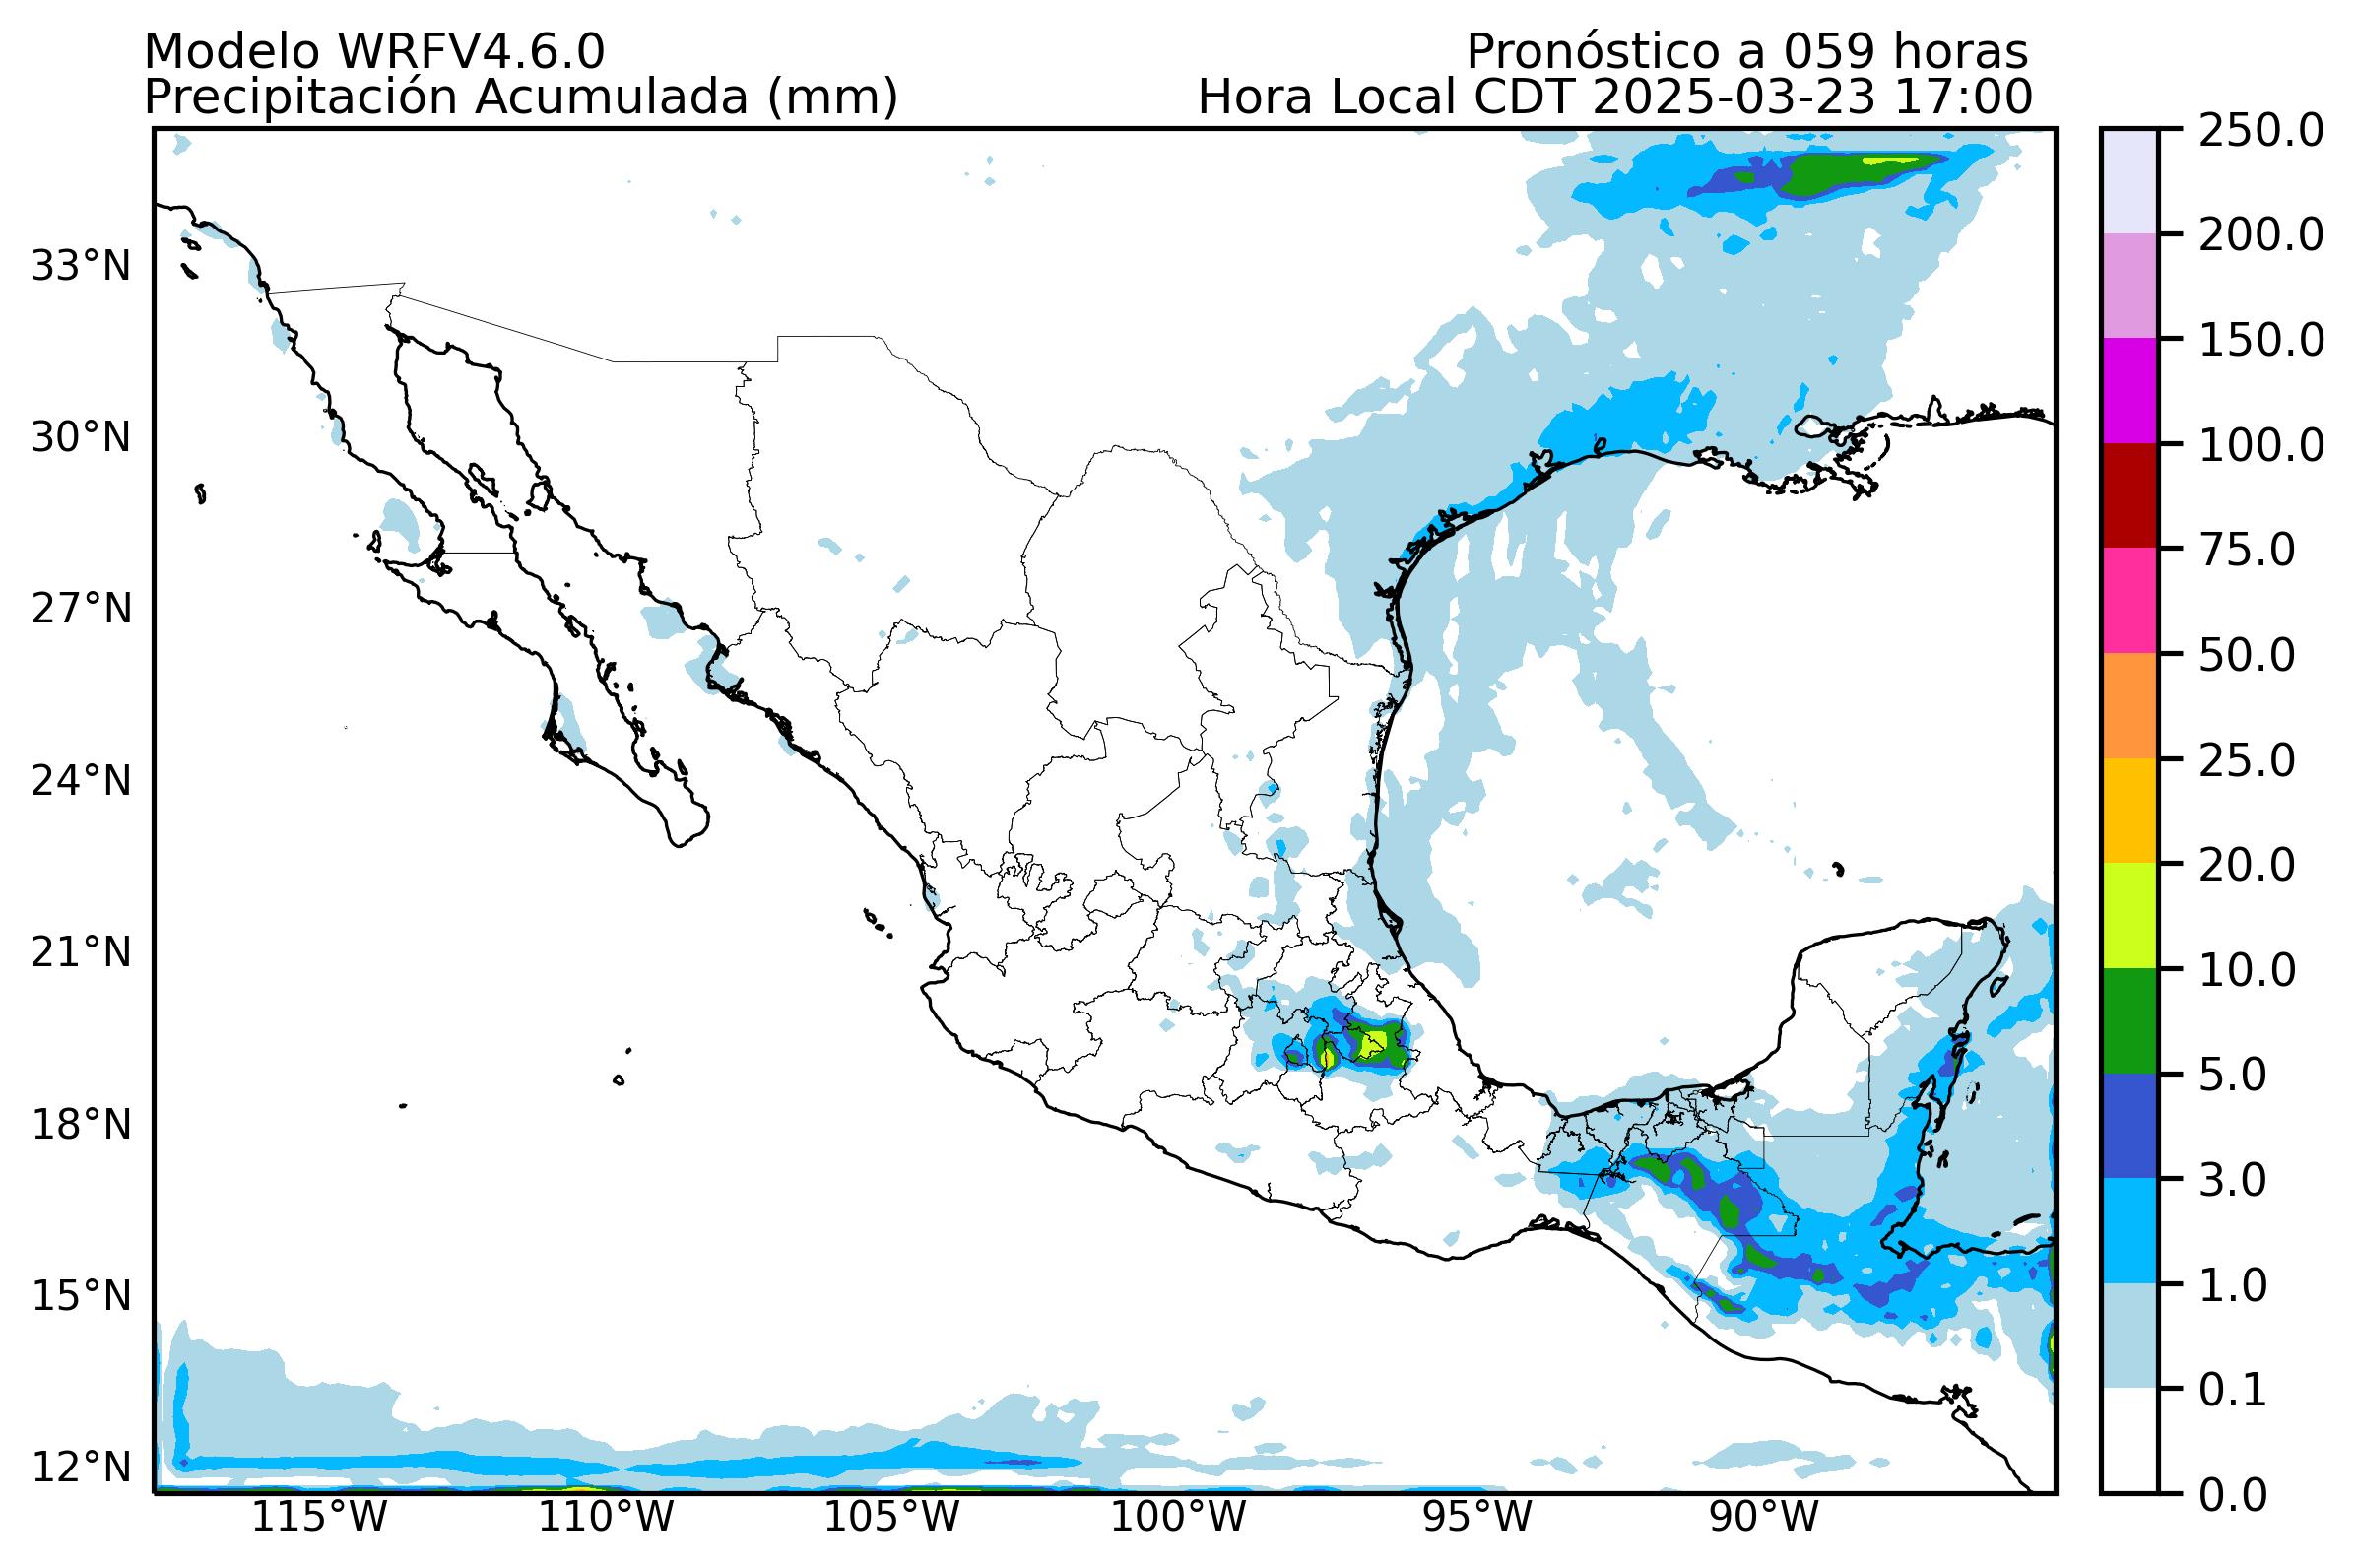 Modelo WRFV4.6.0
Pronóstico a 059 horas
Precipitación Acumulada (mm)
Hora Local CDT 2025-03-23 17:00
33°N
30°N
27°N
24°N
21°N
18°N
15°N
12°N
115°W
110°W
105°W
100°W
95°W
90°W
250.0
200.0
150.0
100.0
75.0
50.0
25.0
20.0
10.0
5.0
3.0
1.0
0.1
0.0